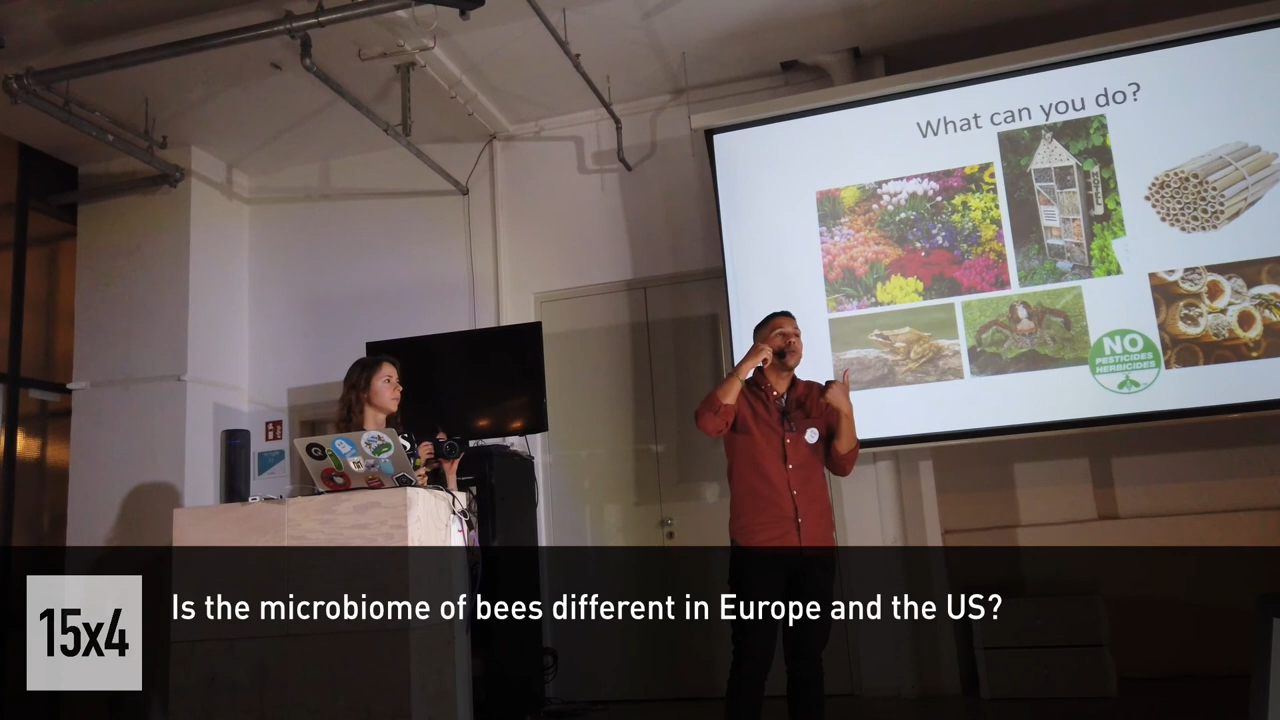 What can you do?
HOTEL
NO
PESTICIDES
HERBICIDES
15x4
Is the microbiome of bees different in Europe and the US?